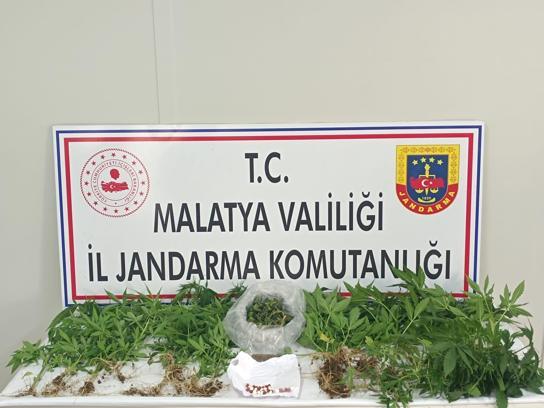 T.C.
MALATYA VALİLİĞİ
İL JANDARMA KOMUTANLIĞI
JANDARMA